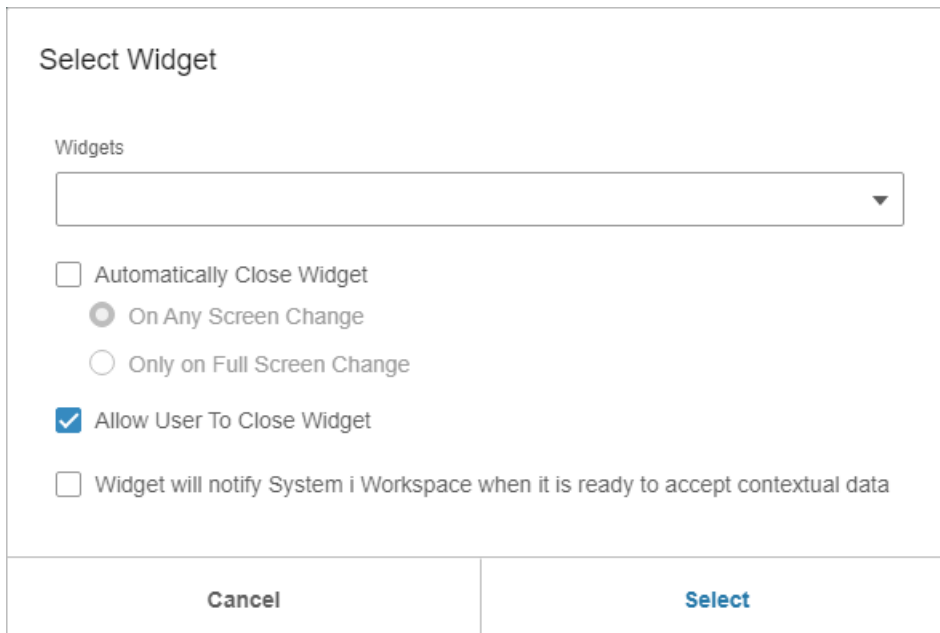 Select Widget
Widgets
Automatically Close Widget
On Any Screen Change
Only on Full Screen Change
Allow User To Close Widget
Widget will notify System i Workspace when it is ready to accept contextual data
Cancel
Select